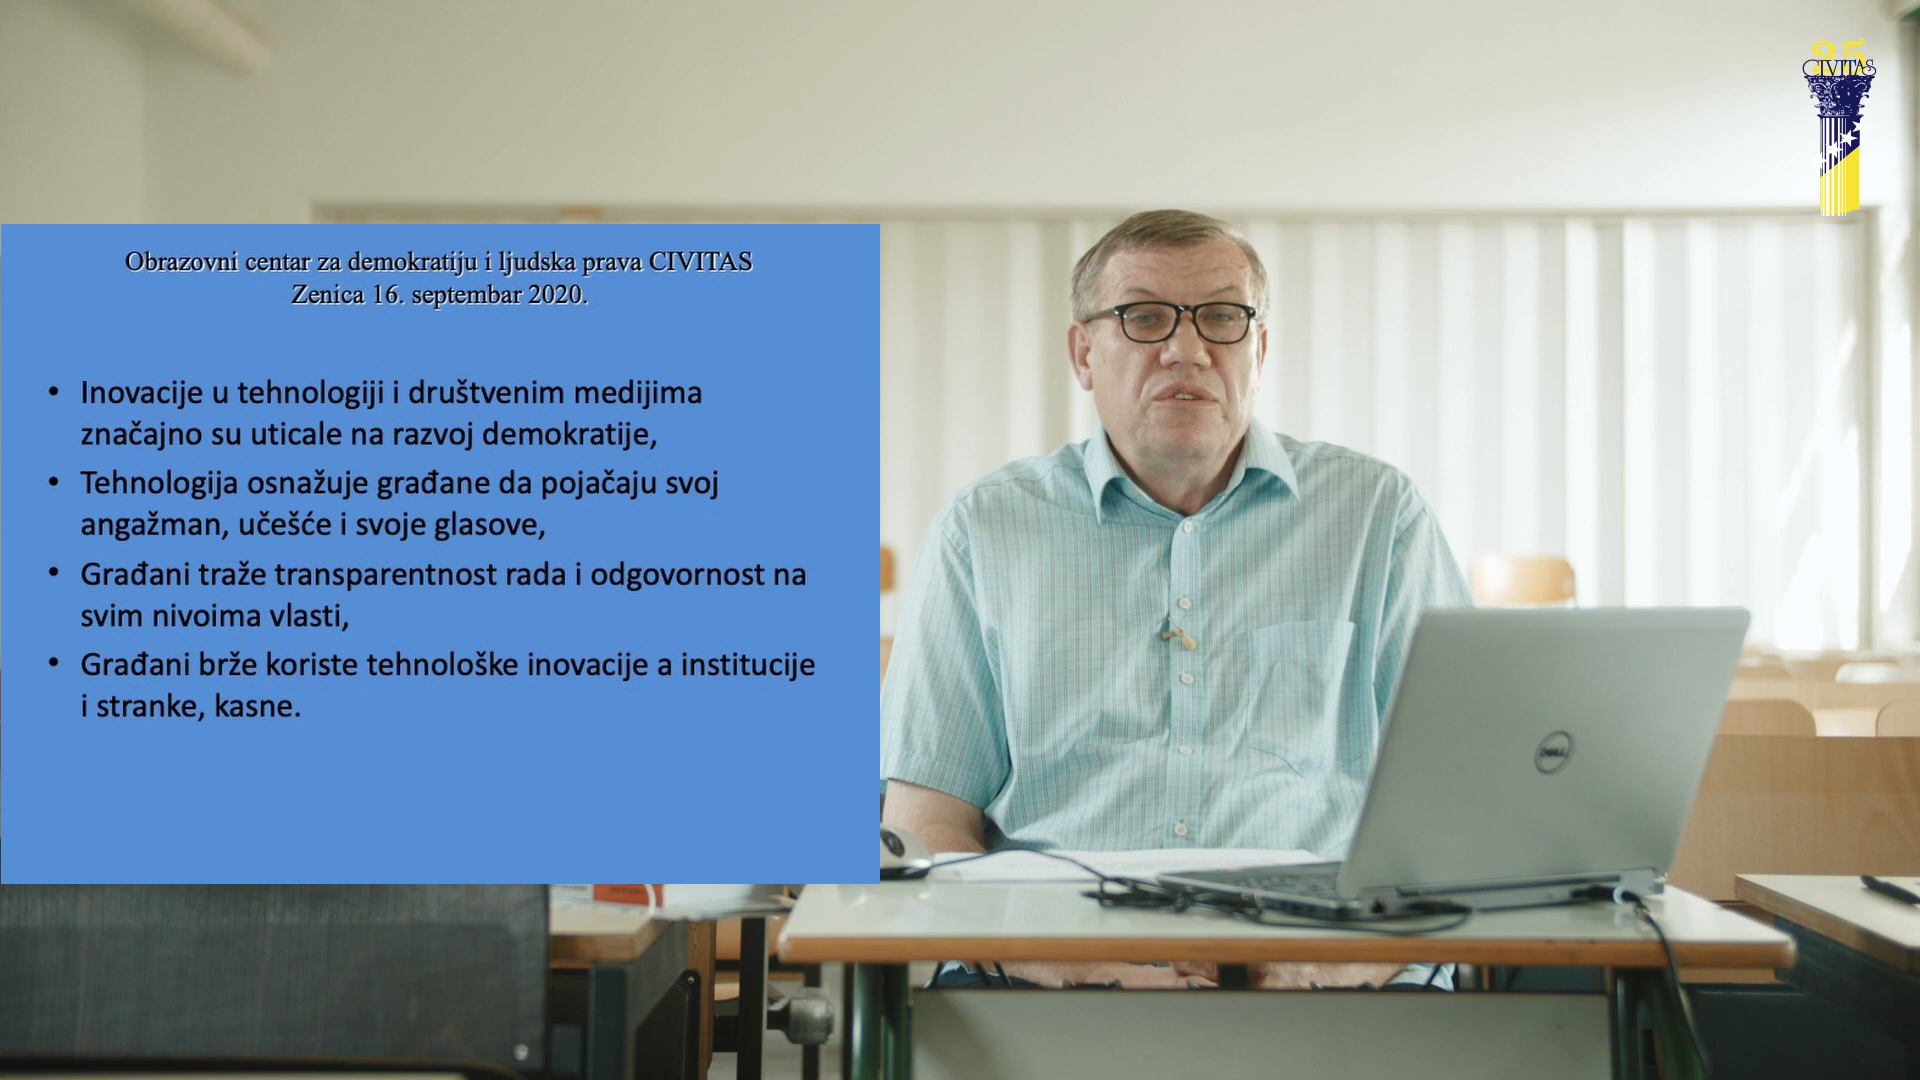 25
CIVITAS
Obrazovni centar za demokratiju i ljudska prava CIVITAS
Zenica 16. septembar 2020.
• Inovacije u tehnologiji i društvenim medijima
značajno su uticale na razvoj demokratije,
• Tehnologija osnažuje građane da pojačaju svoj
angažman, učešće i svoje glasove,
• Građani traže transparentnost rada i odgovornost na
svim nivoima vlasti,
• Građani brže koriste tehnološke inovacije a institucije
i stranke, kasne.
DELL